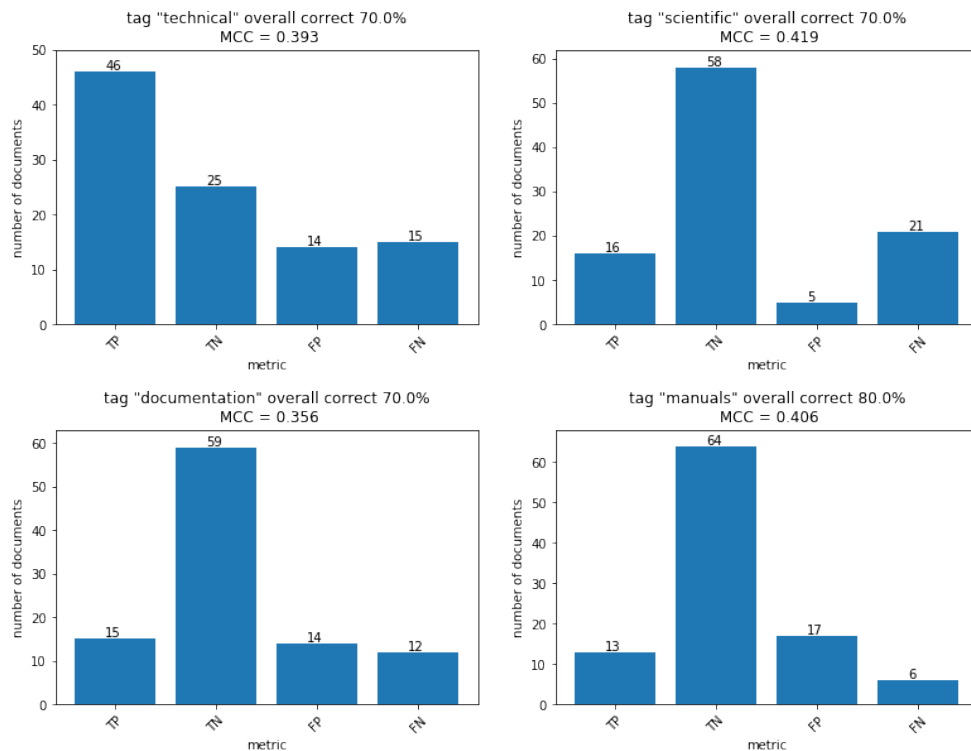 tag "technical" overall correct 70.0%
MCC = 0.393
50
40
30
20
10
0
number of documents
46
25
14
15
TP
TN
FP
FN
metric
tag "scientific" overall correct 70.0%
MCC = 0.419
60
50
40
30
20
10
0
number of documents
16
58
5
21
TP
TN
FP
FN
metric
tag "documentation" overall correct 70.0%
MCC = 0.356
60
50
40
30
20
10
0
number of documents
15
59
14
12
TP
TN
FP
FN
metric
tag "manuals" overall correct 80.0%
MCC = 0.406
60
50
40
30
20
10
0
number of documents
13
64
17
6
TP
TN
FP
FN
metric